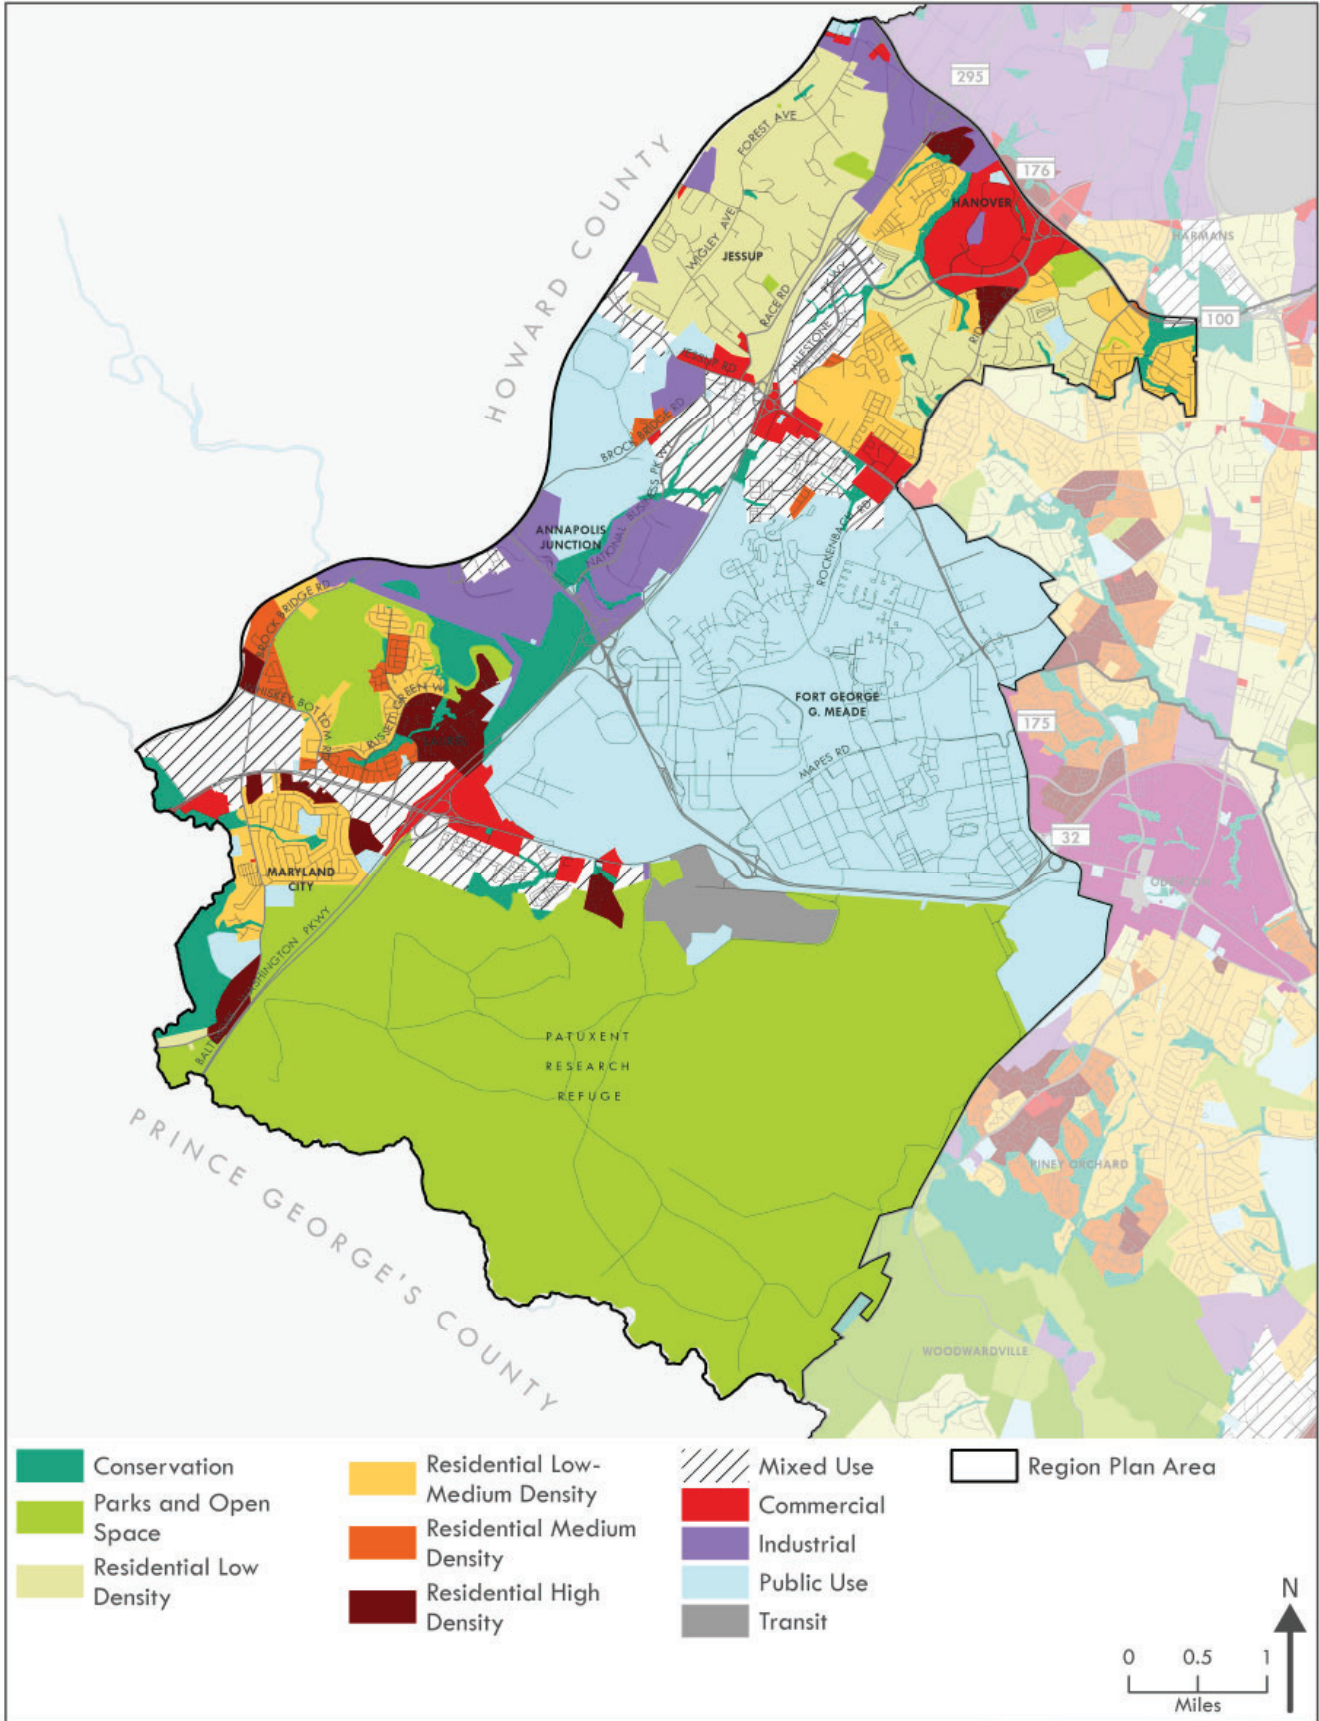 295
FOREST AVE
176
HANOVER
HARMANS
HOWARD COUNTY
WIGLEY AVE
JESSUP
RACE RD
PKWY
MILESTONE
100
JESSUP RD
BROCK BRIDGE RD
NATIONAL BUSINESS PKWY
ROCKENBACH RD
ANNAPOLIS
JUNCTION
BROCK BRIDGE RD
RUSSETT GREEN
FORT GEORGE
G. MEADE
175
MAPES RD
32
MARYLAND
CITY
WASHINGTON PKWY
PATUXENT
RESEARCH
REFUGE
PRINCE GEORGE'S COUNTY
PINEY ORCHARD
WOODWARDVILLE
Conservation
Parks and Open
Space
Residential Low
Density
Residential Low-
Medium Density
Residential Medium
Density
Residential High
Density
Mixed Use
Commercial
Industrial
Public Use
Transit
Region Plan Area
N
0 0.5 1
Miles